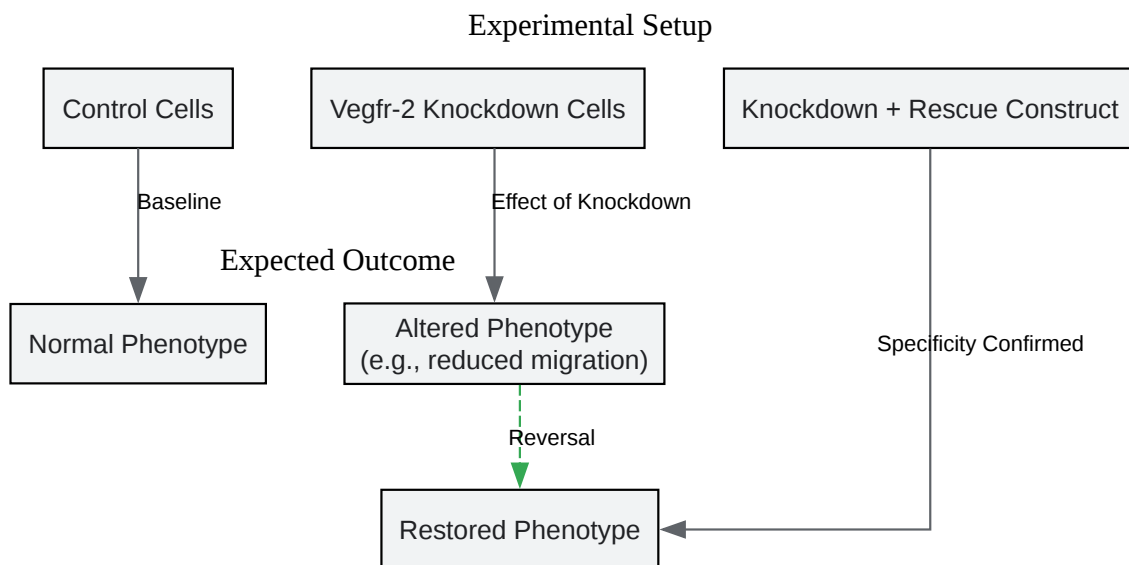 Experimental Setup
Control Cells
Vegfr-2 Knockdown Cells
Knockdown + Rescue Construct
Baseline
Effect of Knockdown
Expected Outcome
Normal Phenotype
Altered Phenotype
(e.g., reduced migration)
Specificity Confirmed
Reversal
Restored Phenotype